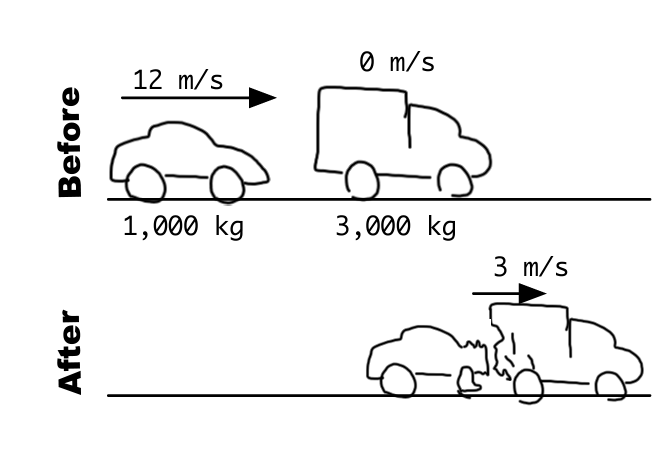 Before
12 m/s
0 m/s
1,000 kg
3,000 kg
After
3 m/s